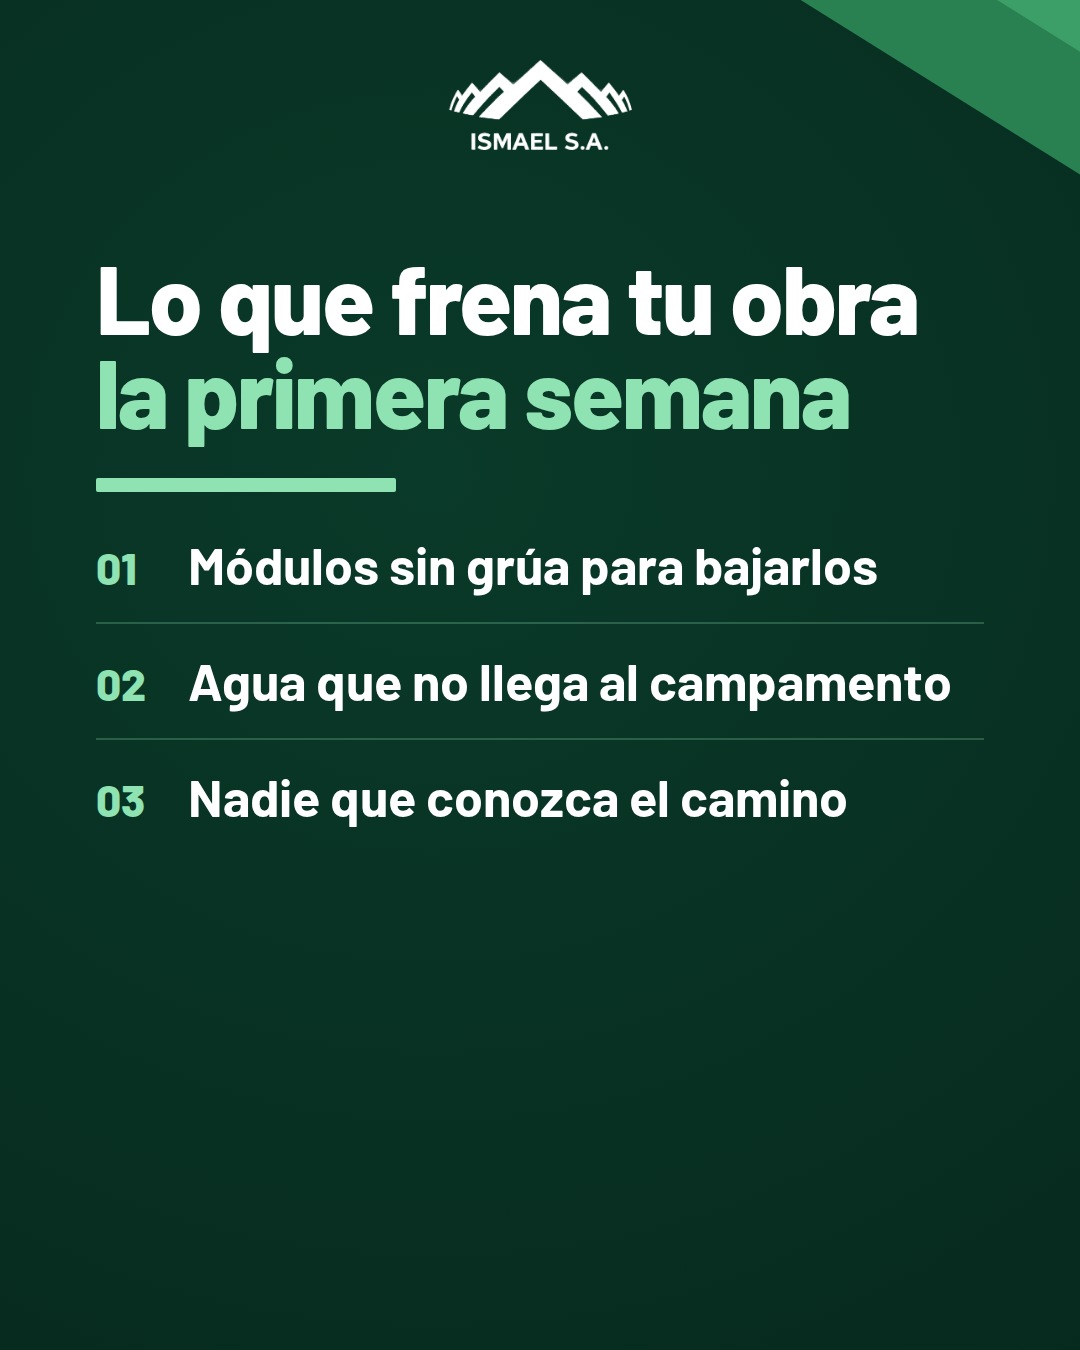 ISMAEL S.A.
Lo que frena tu obra
la primera semana
01 Módulos sin grúa para bajarlos
02 Agua que no llega al campamento
03 Nadie que conozca el camino